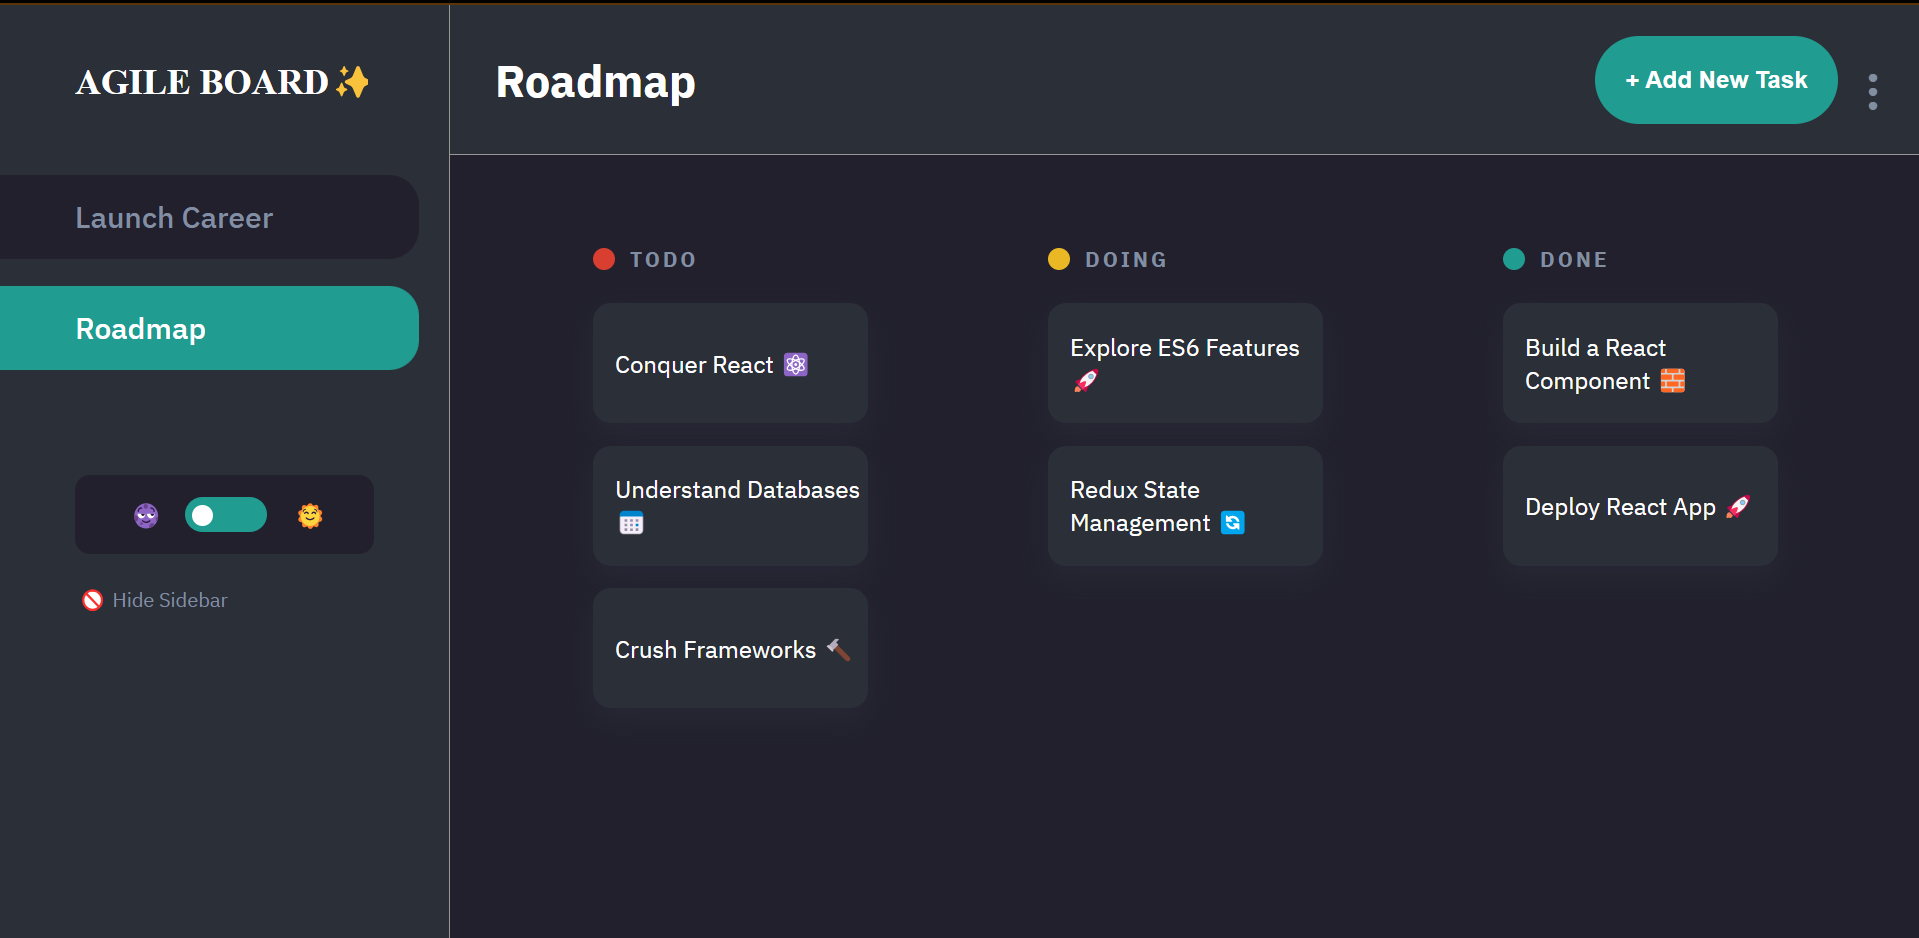 AGILE BOARD✨
Launch Career
Roadmap
🚫 Hide Sidebar
Roadmap
+ Add New Task
TODO
Conquer React ⚛️
Understand Databases
📅
Crush Frameworks 🔨
DOING
Explore ES6 Features
🚀
Redux State
Management 🔄
DONE
Build a React
Component 🧱
Deploy React App 🚀